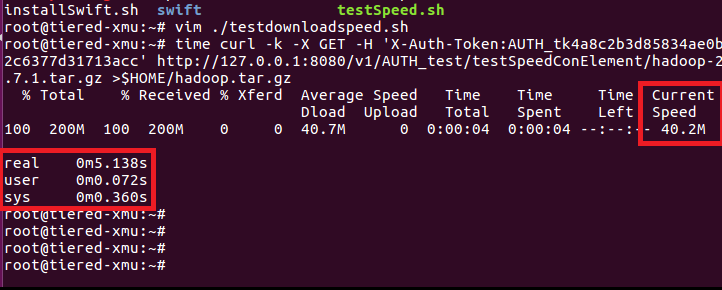 installSwift.sh  swift            testSpeed.sh
root@tiered-xmu:~# vim ./testdownloadspeed.sh
root@tiered-xmu:~# time curl -k -X GET -H 'X-Auth-Token:AUTH_tk4a8c2b3d85834ae0b
2c6377d31713acc' http://127.0.0.1:8080/v1/AUTH_test/testSpeedConElement/hadoop-2
.7.1.tar.gz >$HOME/hadoop.tar.gz
  % Total    % Received % Xferd  Average Speed   Time    Time     Time  Current
                                 Dload  Upload   Total   Spent    Left  Speed
100  200M  100  200M    0     0  40.7M      0  0:00:04  0:00:04 --:--:-- 40.2M
real    0m5.138s
user    0m0.072s
sys     0m0.360s
root@tiered-xmu:~#
root@tiered-xmu:~#
root@tiered-xmu:~#
root@tiered-xmu:~#